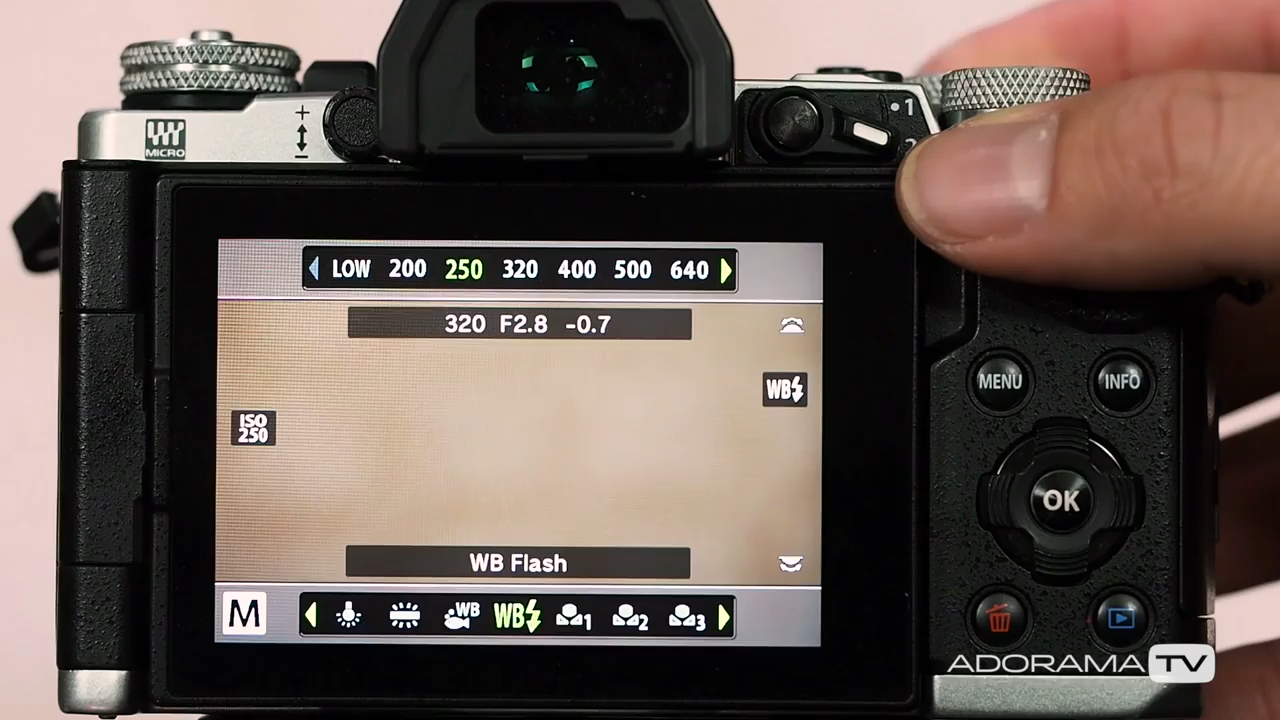 1
2
MICRO
+
-
LOW 200 250 320 400 500 640
320 F2.8 -0.7
WB
ISO
250
MENU
INFO
OK
WB Flash
M
WB WB 1 2 3
ADORAMA TV